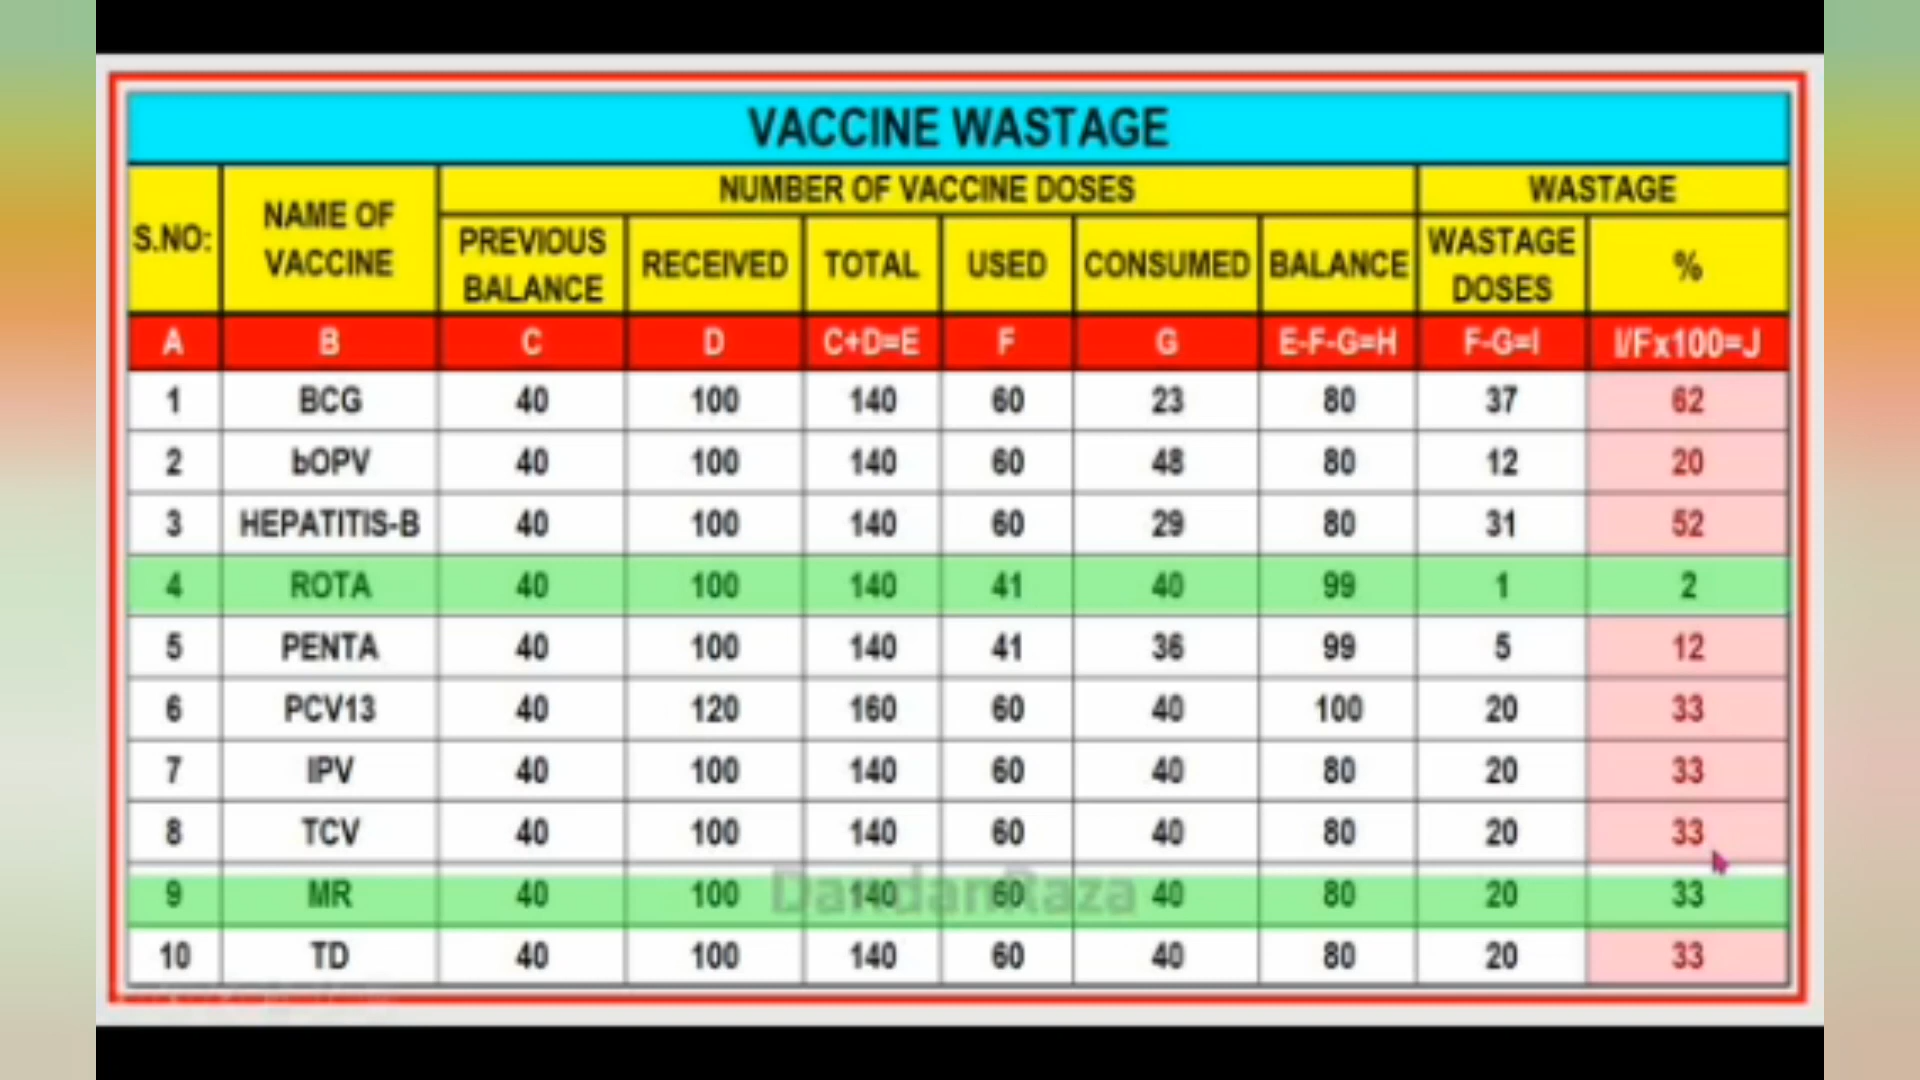 VACCINE WASTAGE
S.NO: NAME OF VACCINE NUMBER OF VACCINE DOSES WASTAGE
PREVIOUS BALANCE RECEIVED TOTAL USED CONSUMED BALANCE WASTAGE DOSES %
A B C D C+D=E F G E-F-G=H F-G=I I/Fx100=J
1 BCG 40 100 140 60 23 80 37 62
2 bOPV 40 100 140 60 48 80 12 20
3 HEPATITIS-B 40 100 140 60 29 80 31 52
4 ROTA 40 100 140 41 40 99 1 2
5 PENTA 40 100 140 41 36 99 5 12
6 PCV13 40 120 160 60 40 100 20 33
7 IPV 40 100 140 60 40 80 20 33
8 TCV 40 100 140 60 40 80 20 33
9 MR 40 100 140 60 40 80 20 33
10 TD 40 100 140 60 40 80 20 33